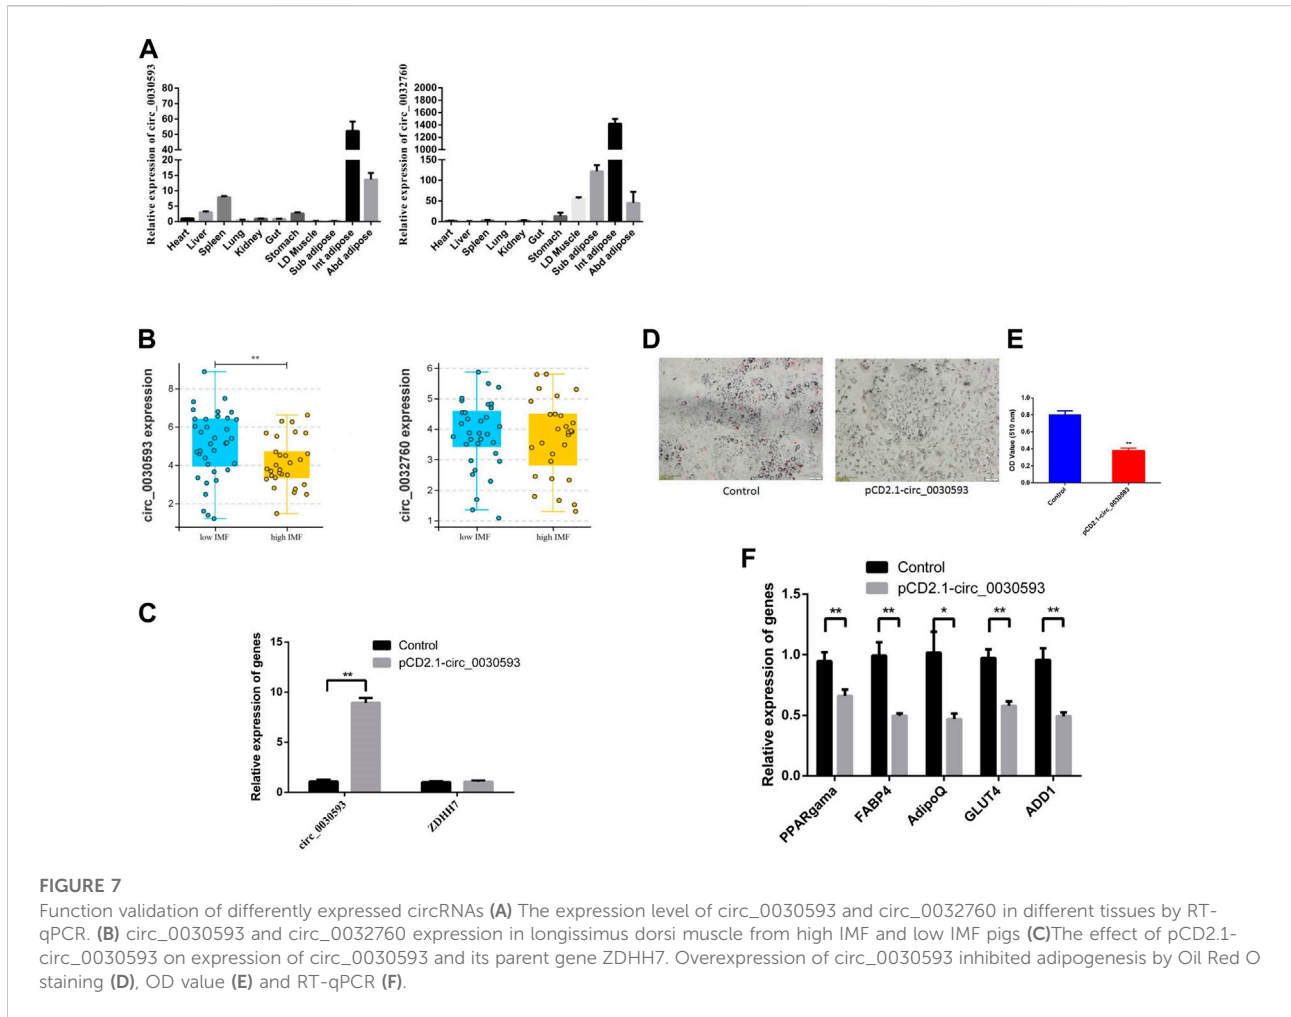 A
Relative expression of circ_0030593
80
70
60
50
40
20
15
10
5
0
Heart
Liver
Spleen
Lung
Kidney
Gut
Stomach
LD Muscle
Sub adipose
Int adipose
Abd adipose
Relative expression of circ_0032760
2000
1800
1600
1400
1200
1000
150
100
50
0
Heart
Liver
Spleen
Lung
Kidney
Gut
Stomach
LD Muscle
Sub adipose
Int adipose
Abd adipose
B
circ_0030593 expression
**
8
6
4
2
low IMF
high IMF
circ_0032760 expression
6
5
4
3
2
1
low IMF
high IMF
D
Control
pCD2.1-circ_0030593
E
OD Value (510 nm)
1.0
0.8
0.6
0.4
0.2
0.0
**
Control
pCD2.1-circ_0030593
C
Relative expression of genes
15
10
5
0
Control
pCD2.1-circ_0030593
**
circ_0030593
ZDHH7
F
Control
pCD2.1-circ_0030593
Relative expression of genes
1.5
1.0
0.5
0.0
**
**
*
**
**
PPARgama
FABP4
AdipoQ
GLUT4
ADD1
FIGURE 7
Function validation of differently expressed circRNAs (A) The expression level of circ_0030593 and circ_0032760 in different tissues by RT-
qPCR. (B) circ_0030593 and circ_0032760 expression in longissimus dorsi muscle from high IMF and low IMF pigs (C)The effect of pCD2.1-
circ_0030593 on expression of circ_0030593 and its parent gene ZDHH7. Overexpression of circ_0030593 inhibited adipogenesis by Oil Red O
staining (D), OD value (E) and RT-qPCR (F).